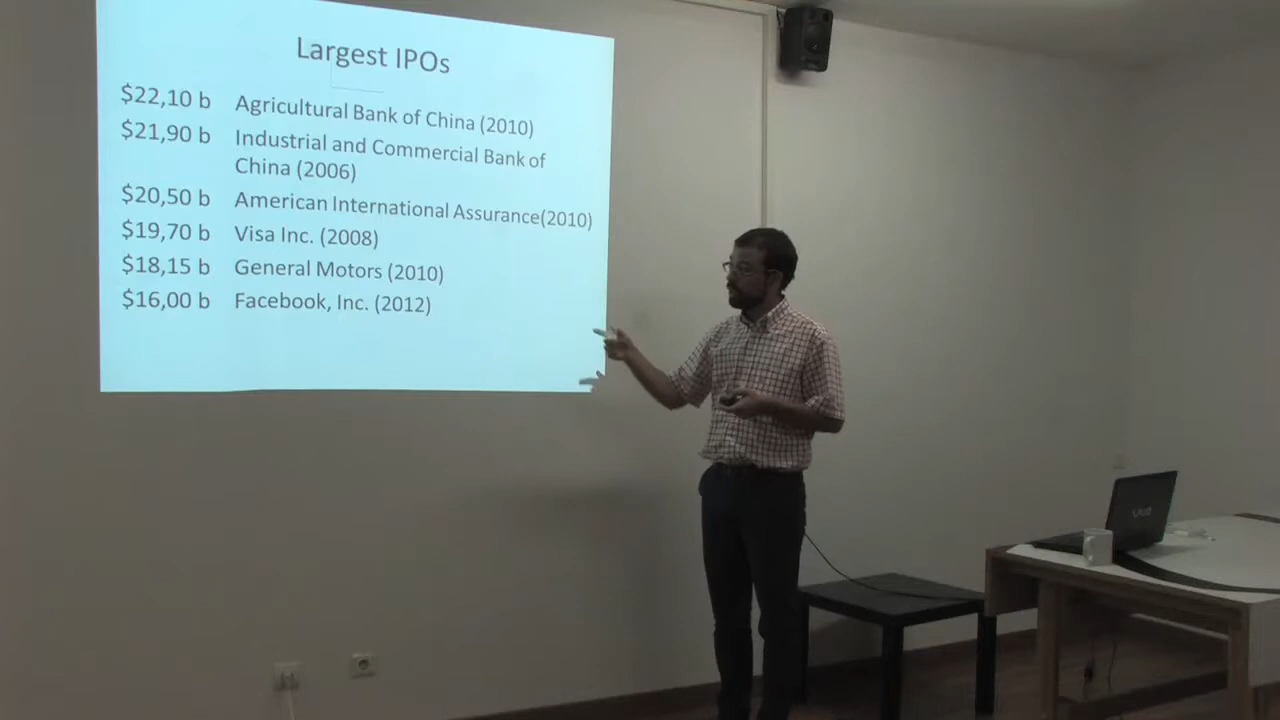 Largest IPOs
$22,10 b Agricultural Bank of China (2010)
$21,90 b Industrial and Commercial Bank of
China (2006)
$20,50 b American International Assurance(2010)
$19,70 b Visa Inc. (2008)
$18,15 b General Motors (2010)
$16,00 b Facebook, Inc. (2012)
VAIO